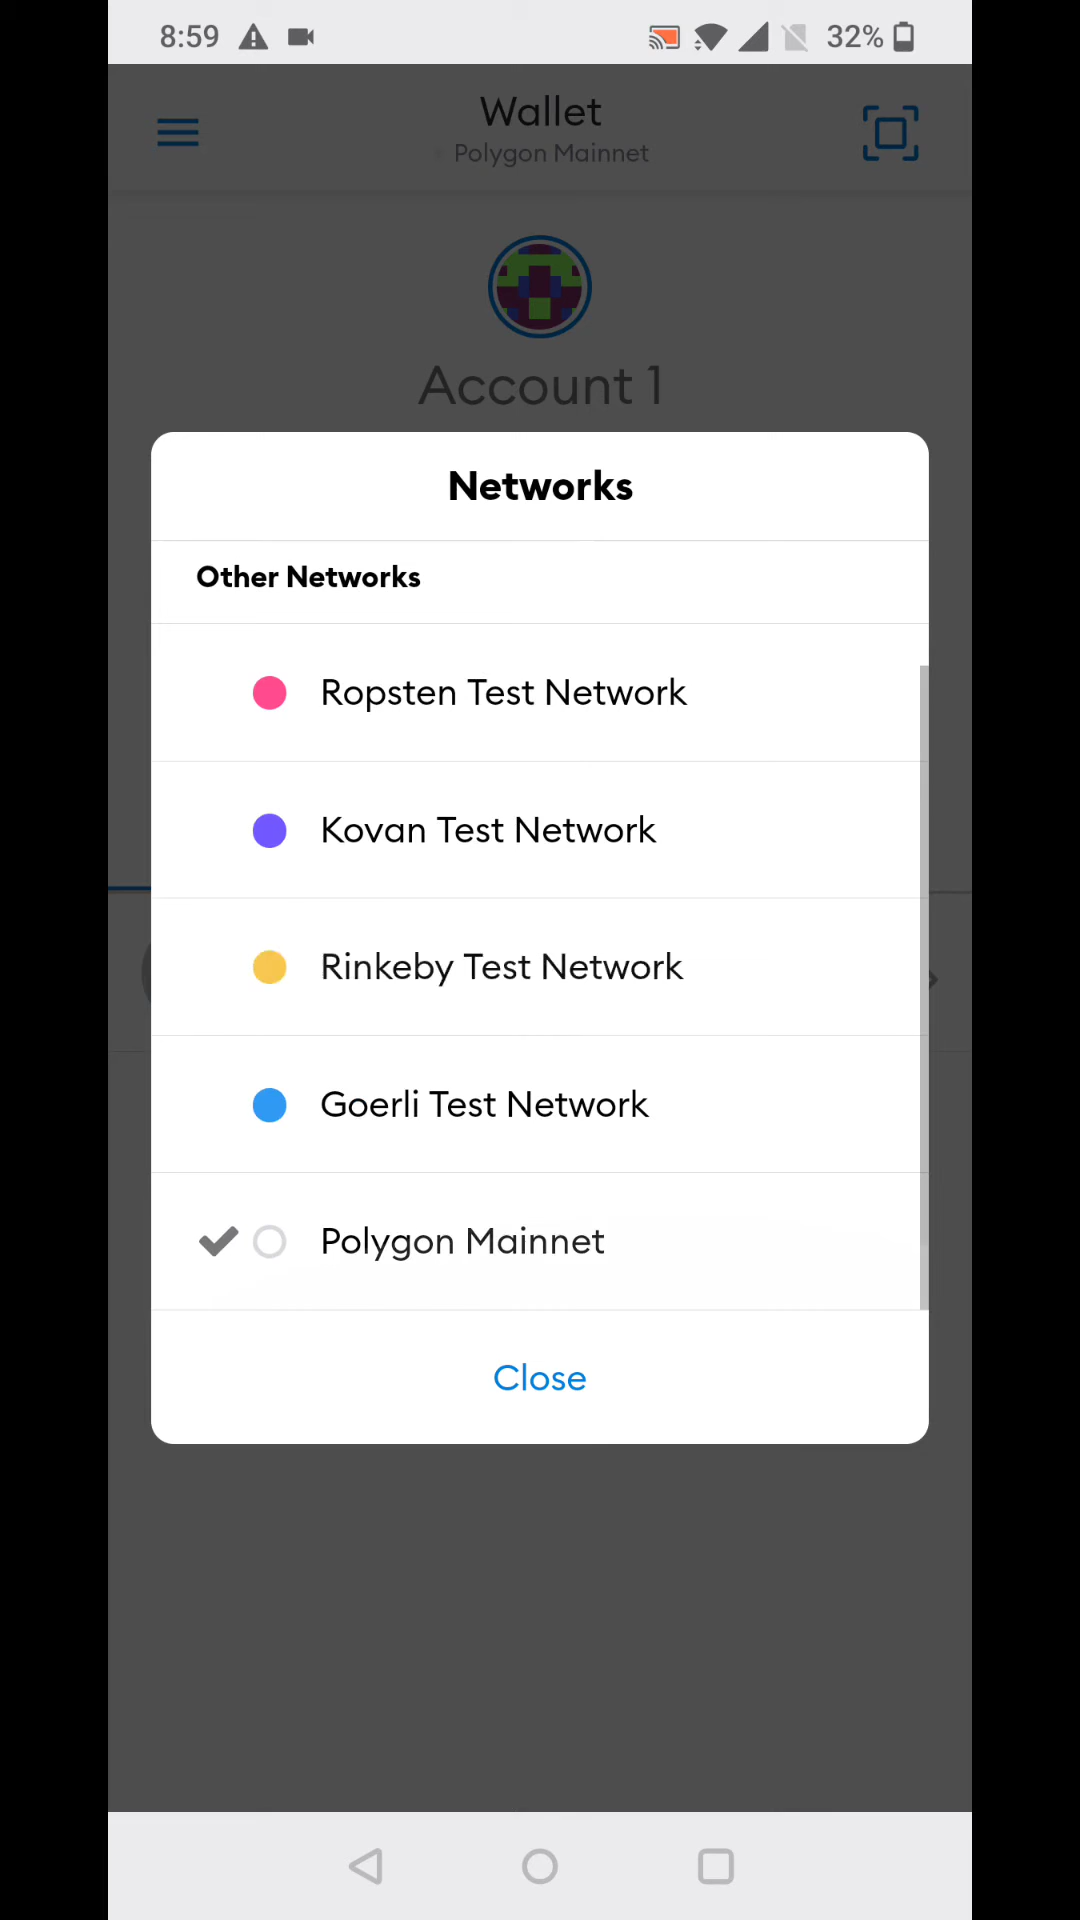 8:59
32%
Wallet
Polygon Mainnet
Account 1
Networks
Other Networks
Ropsten Test Network
Kovan Test Network
Rinkeby Test Network
Goerli Test Network
Polygon Mainnet
Close